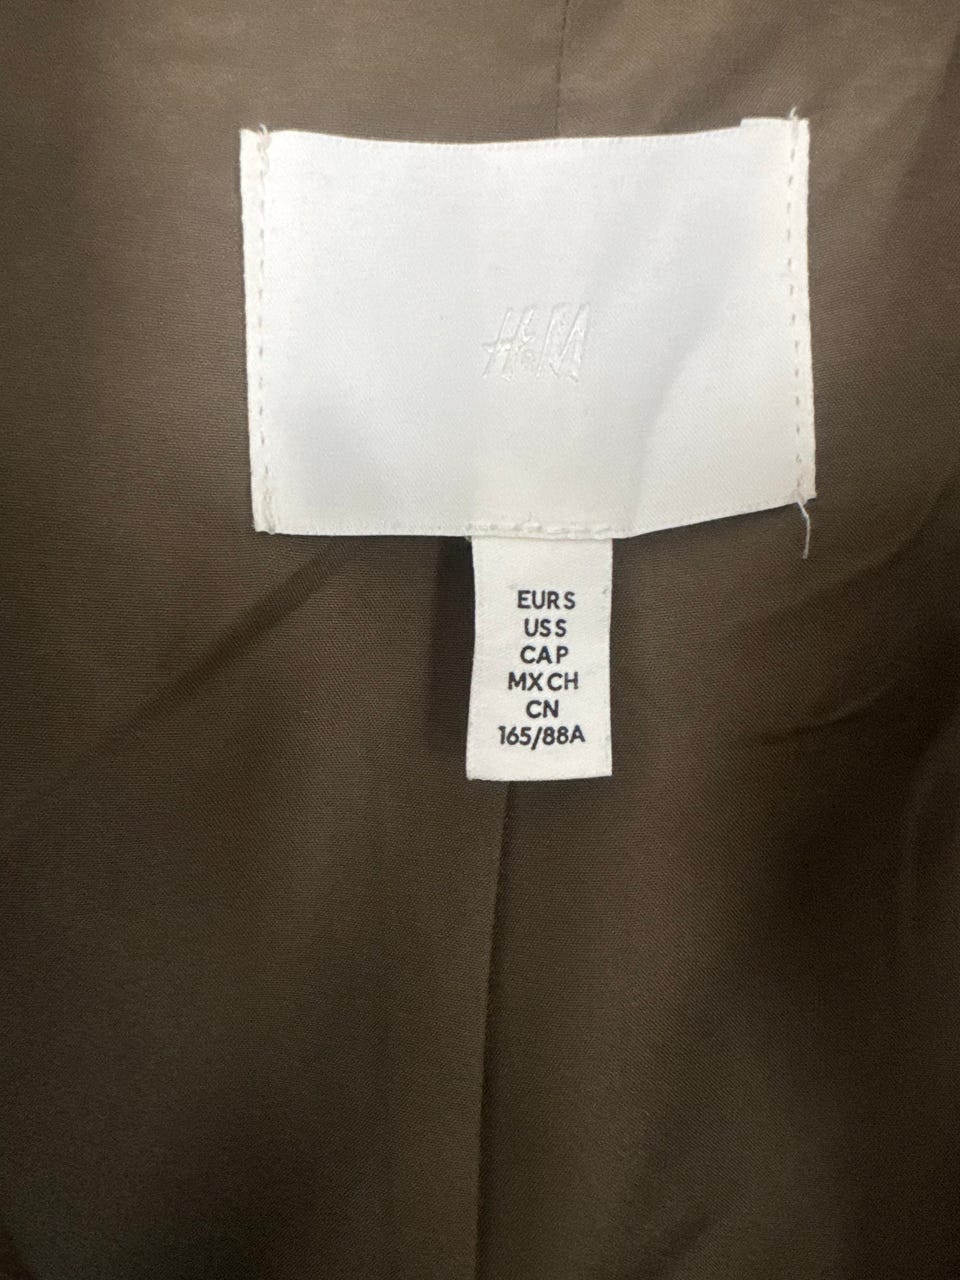 H&M
EUR S
US S
CA P
MX CH
CN
165/88A